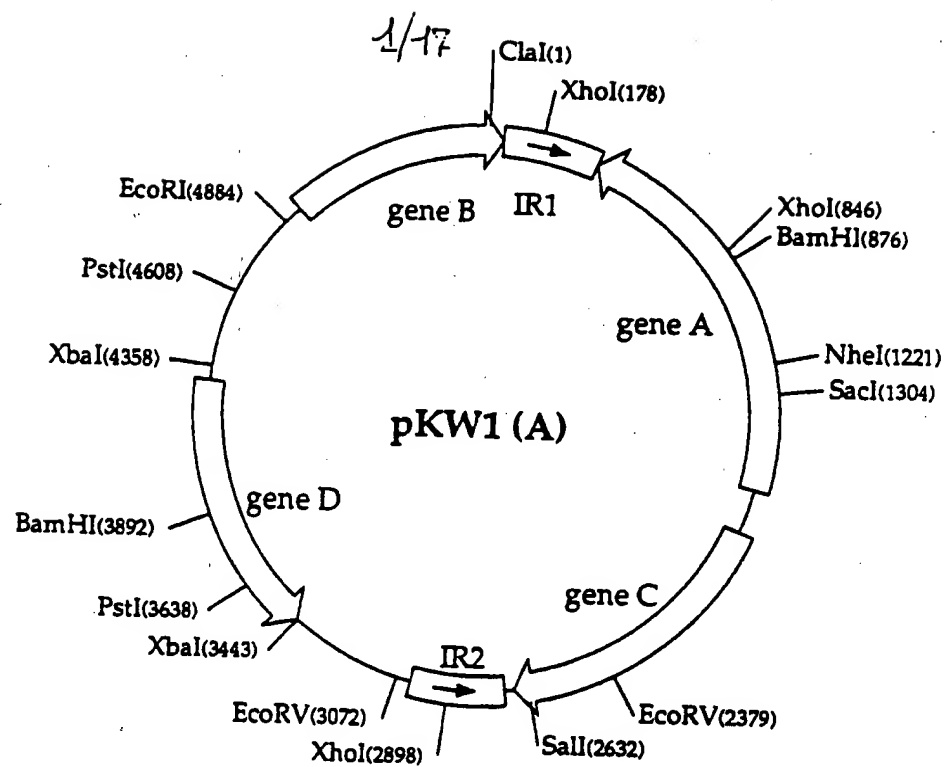 1/17
ClaI(1)
XhoI(178)
EcoRI(4884)
gene B
IR1
XhoI(846)
BamHI(876)
PstI(4608)
gene A
XbaI(4358)
NheI(1221)
SacI(1304)
pKW1 (A)
gene D
BamHI(3892)
gene C
PstI(3638)
XbaI(3443)
IR2
EcoRV(3072)
EcoRV(2379)
XhoI(2898)
SalI(2632)